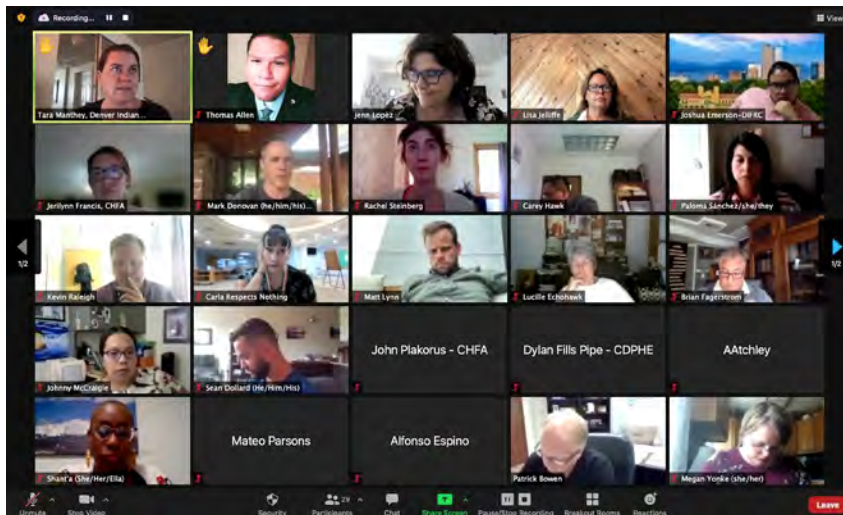 Recording...
View
Tara Manthey, Denver Indian...
Thomas Allen
Jenn Lopez
Lisa Jelliffe
Joshua Emerson-DIFRC
Jerilynn Francis, CHFA
Mark Donovan (he/him/his)...
Rachel Steinberg
Carey Hawk
Paloma Sanchez/she/they
1/2
1/2
Kevin Raleigh
Carla Respects Nothing
Matt Lynn
Lucille Echohawk
Brian Fagerstrom
Johnny McCraigie
Sean Dollard (He/Him/His)
John Plakorus - CHFA
Dylan Fills Pipe - CDPHE
AAtchley
Shant'a (She/Her/Ella)
Mateo Parsons
Alfonso Espino
Patrick Bowen
Megan Yonke (she/her)
Unmute
Stop Video
Security
Participants
29
Chat
Share Screen
Pause/Stop Recording
Breakout Rooms
Reactions
Leave